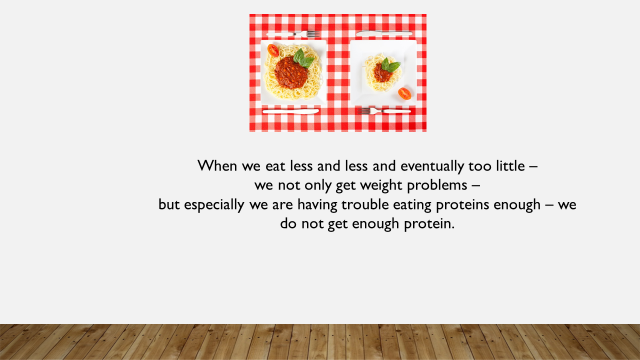 When we eat less and less and eventually too little –
we not only get weight problems –
but especially we are having trouble eating proteins enough – we
do not get enough protein.